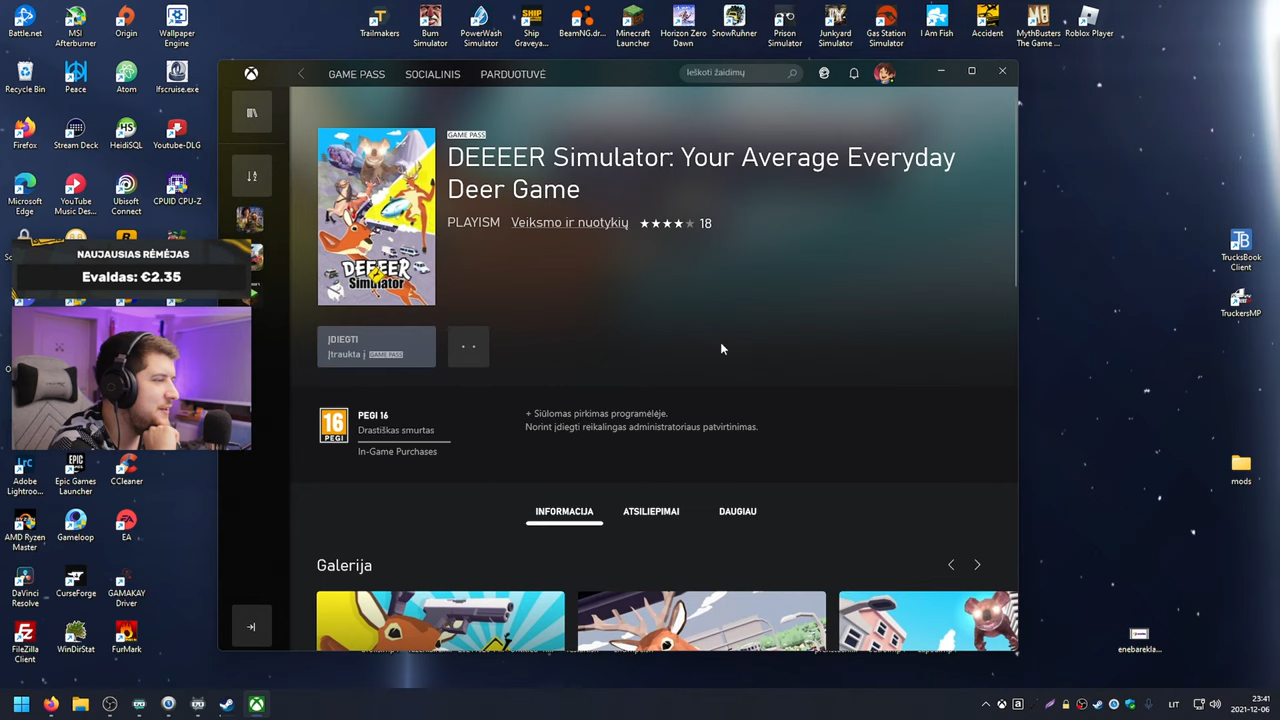 Battle.net
MSI
Afterburner
Origin
Wallpaper
Engine
Trailmakers
Bum
Simulator
PowerWash
Simulator
Ship
Graveya...
BeamNG.dr...
Minecraft
Launcher
Horizon Zero
Dawn
SnowRunner
Prison
Simulator
Junkyard
Simulator
Gas Station
Simulator
I Am Fish
Accident
MythBusters
The Game ...
Roblox Player
Recycle Bin
Peace
Atom
lfscruise.exe
GAME PASS
SOCIALINIS
PARDUOTUVĖ
Ieškoti žaidimų
Firefox
Stream Deck
HeidiSQL
Youtube-DLG
GAME PASS
DEEEER Simulator: Your Average Everyday
Deer Game
PLAYISM
Veiksmo ir nuotykių
18
DEEEER
Simulator
Microsoft
Edge
YouTube
Music Des...
Ubisoft
Connect
CPUID CPU-Z
NAUJAUSIAS RĖMĖJAS
Evaldas: €2.35
TrucksBook
Client
TruckersMP
ĮDIEGTI
Įtraukta į GAME PASS
16
PEGI
PEGI 16
Drastiškas smurtas
In-Game Purchases
+ Siūlomas pirkimas programėlėje.
Norint įdiegti reikalingas administratoriaus patvirtinimas.
INFORMACIJA
ATSILIEPIMAI
DAUGIAU
Galerija
mods
Adobe
Lightroo...
Epic Games
Launcher
CCleaner
AMD Ryzen
Master
Gameloop
EA
DaVinci
Resolve
CurseForge
GAMAKAY
Driver
FileZilla
Client
WinDirStat
FurMark
enebarekla...
LIT
23:41
2021-12-06